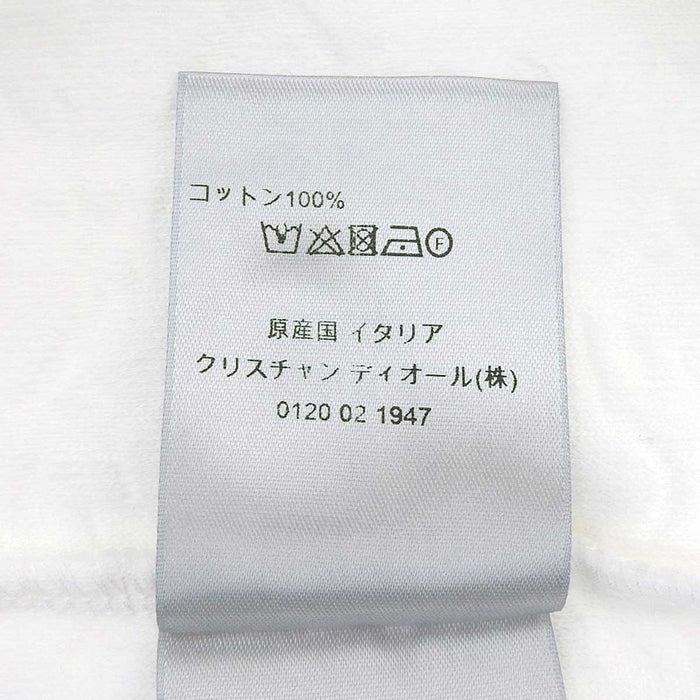 コットン100%
F
原産国 イタリア
クリスチャン ディオール(株)
0120 02 1947